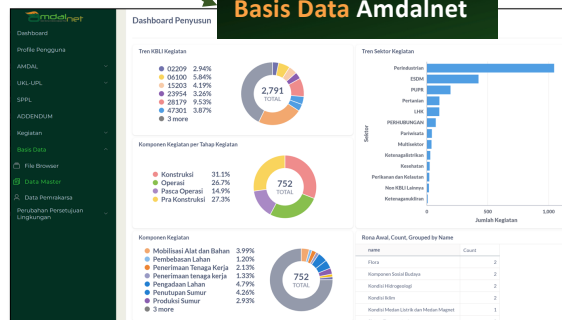 Basis Data Amdalnet
amdalnet
Dashboard
Profile Pengguna
AMDAL
UKL-UPL
SPPL
ADDENDUM
Kegiatan
Basis Data
File Browser
Data Master
Data Pemrakarsa
Perubahan Persetujuan
Lingkungan
Dashboard Penyusun
Tren KBLI Kegiatan
02209 2.94%
06100 5.84%
15203 4.19%
23954 3.26%
28179 9.53%
47301 3.87%
3 more
2,791
TOTAL
Tren Sektor Kegiatan
Sektor
Perindustrian
ESDM
PUPR
Pertanian
LHK
PERHUBUNGAN
Pariwisata
Multisektor
Ketenagalistrikan
Kesehatan
Perikanan dan Kelautan
Non KBLI Lainnya
Ketenaganukliran
0 500 1,000
Jumlah Kegiatan
Komponen Kegiatan per Tahap Kegiatan
Konstruksi 31.1%
Operasi 26.7%
Pasca Operasi 14.9%
Pra Konstruksi 27.3%
752
TOTAL
Komponen Kegiatan
Mobilisasi Alat dan Bahan 3.99%
Pembebasan Lahan 1.20%
Penerimaan Tenaga Kerja 2.13%
Penerimaan tenaga kerja 1.33%
Pengadaan Lahan 4.79%
Penutupan Sumur 4.26%
Produksi Sumur 2.93%
3 more
752
TOTAL
Rona Awal, Count, Grouped by Name
name Count
Flora 2
Komponen Sosial Budaya 2
Kondisi Hidrogeologi 2
Kondisi Iklim 2
Kondisi Medan Listrik dan Medan Magnet 1